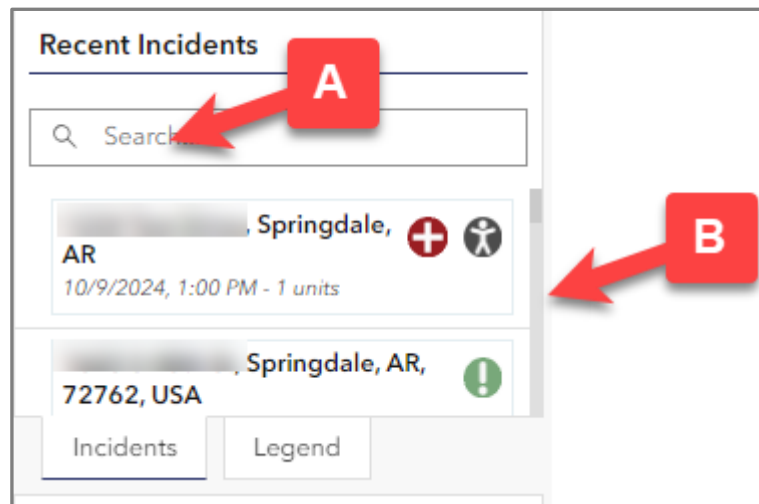 Recent Incidents
A
Search...
, Springdale,
AR
10/9/2024, 1:00 PM - 1 units
B
, Springdale, AR,
72762, USA
Incidents
Legend